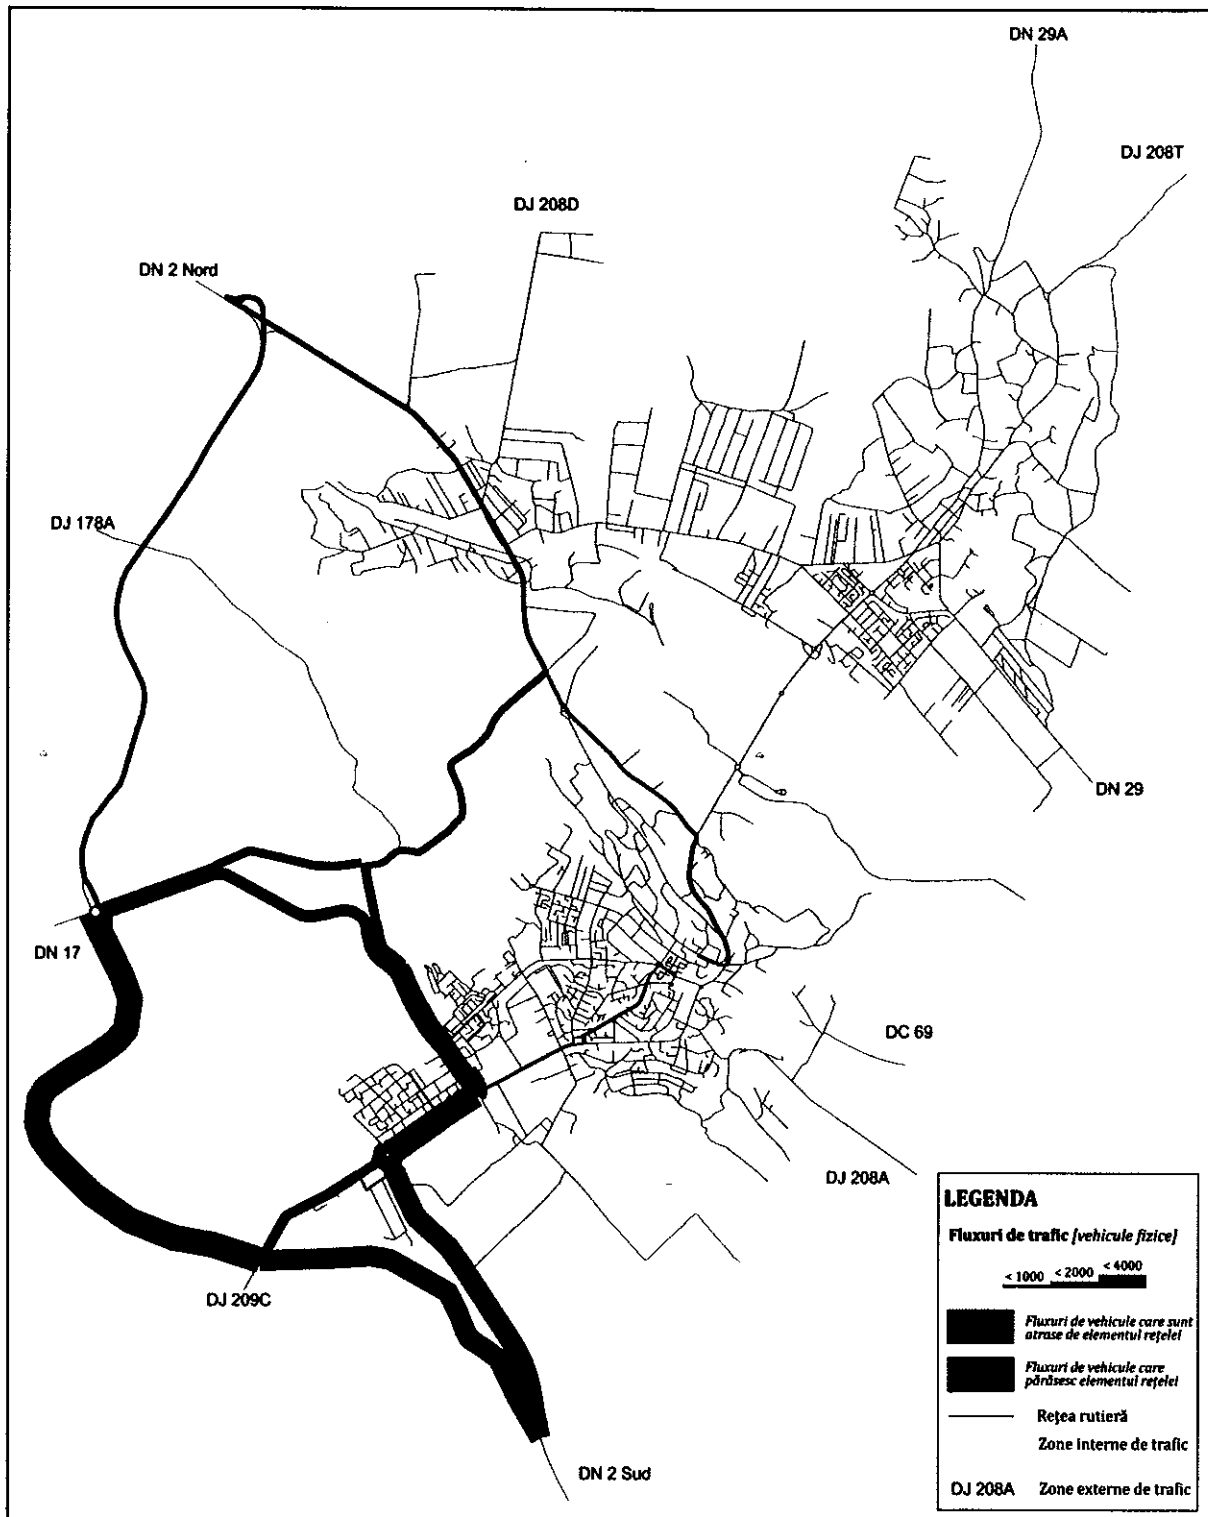 DN 29A
DJ 208T
DJ 208D
DN 2 Nord
DJ 178A
DN 29
DN 17
DC 69
DJ 208A
DJ 209C
DN 2 Sud
LEGENDA
Fluxuri de trafic [vehicule fizice]
< 1000 < 2000 < 4000
Fluxuri de vehicule care sunt
atrase de elementul rețelei
Fluxuri de vehicule care
părăsesc elementul rețelei
Rețea rutieră
Zone interne de trafic
DJ 208A Zone externe de trafic